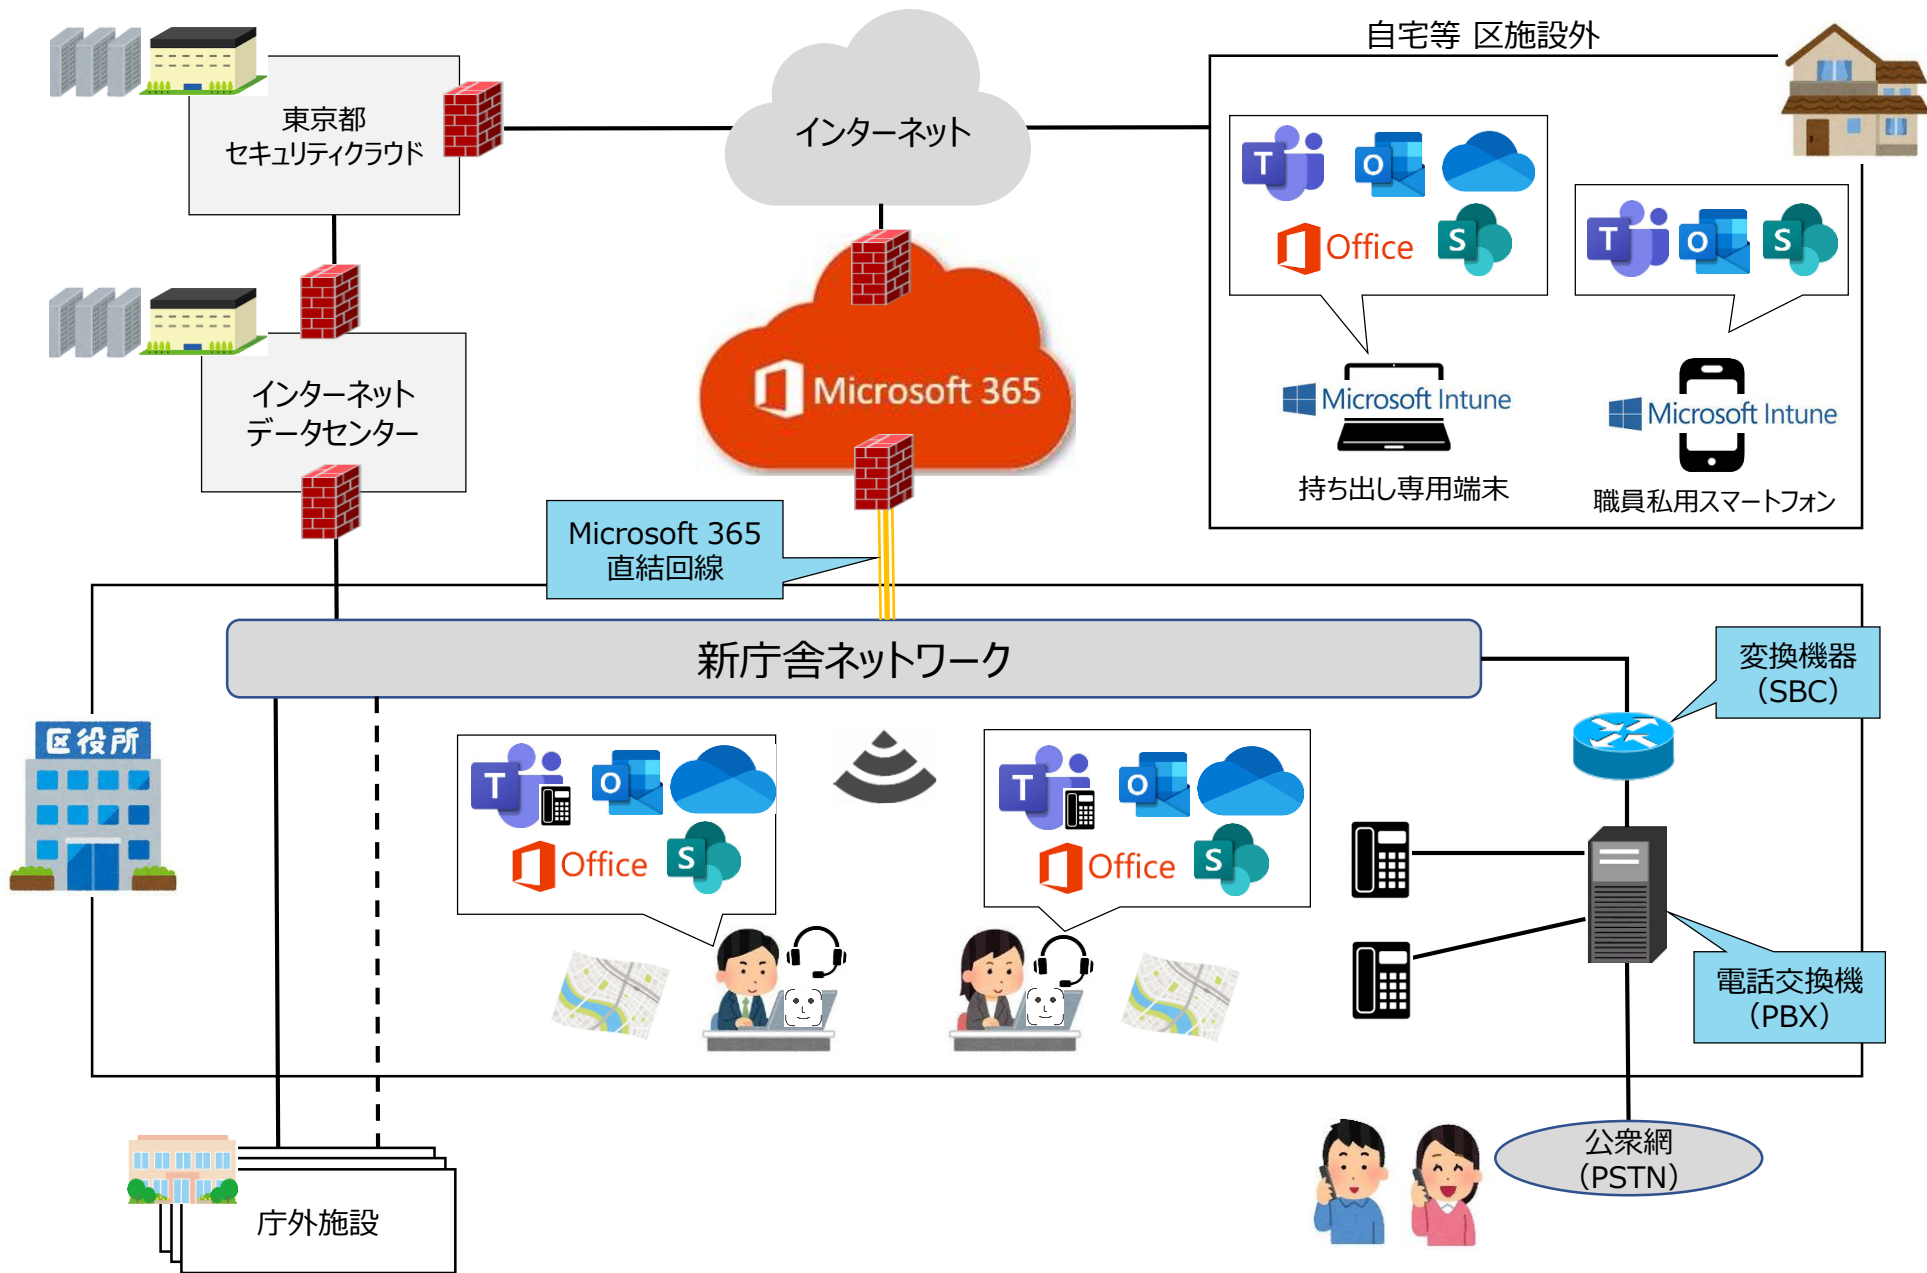 自宅等 区施設外
東京都
セキュリティクラウド
インターネット
T
O
Office
S
T
O
S
インターネット
データセンター
Microsoft 365
Microsoft Intune
Microsoft Intune
持ち出し専用端末
職員私用スマートフォン
Microsoft 365
直結回線
新庁舎ネットワーク
変換機器
（SBC）
区役所
T
O
Office
S
T
O
Office
S
電話交換機
（PBX）
公衆網
（PSTN）
庁外施設